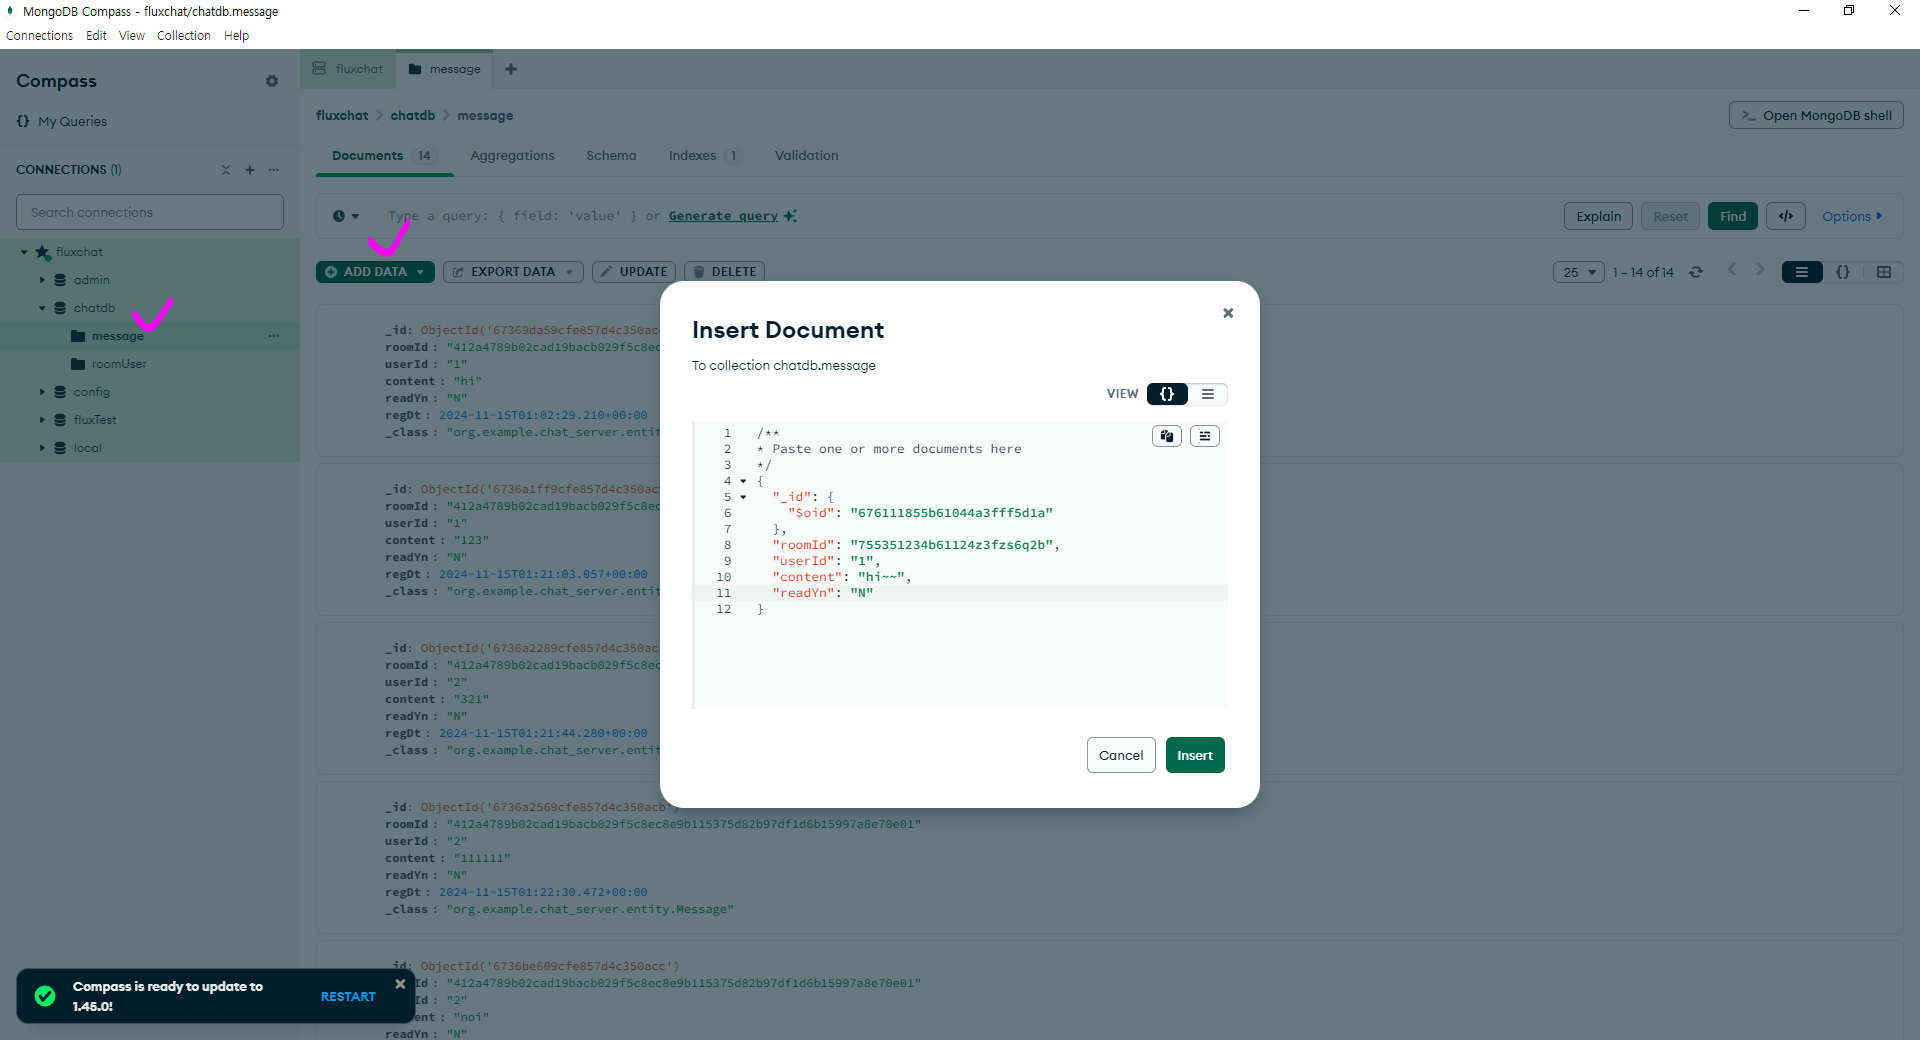 MongoDB Compass - fluxchat/chatdb.message
Connections Edit View Collection Help
Compass
{} My Queries
CONNECTIONS (1)
Search connections
fluxchat
admin
chatdb
message
roomUser
config
fluxTest
local
fluxchat message
fluxchat > chatdb > message
>_ Open MongoDB shell
Documents 14 Aggregations Schema Indexes 1 Validation
Type a query: { field: 'value' } or Generate query
Explain Reset Find </> Options
ADD DATA EXPORT DATA UPDATE DELETE
25 1 – 14 of 14 {}
_id: ObjectId('67369da59cfe857d4c350ac
roomId : "412a4789b02cad19bacb029f5c8ec
userId : "1"
content : "hi"
readYn : "N"
regDt : 2024-11-15T01:02:29.210+00:00
_class : "org.example.chat_server.entit
_id: ObjectId('6736a1ff9cfe857d4c350ac
roomId : "412a4789b02cad19bacb029f5c8ec
userId : "1"
content : "123"
readYn : "N"
regDt : 2024-11-15T01:21:03.057+00:00
_class : "org.example.chat_server.entit
_id: ObjectId('6736a2289cfe857d4c350ac
roomId : "412a4789b02cad19bacb029f5c8ec
userId : "2"
content : "321"
readYn : "N"
regDt : 2024-11-15T01:21:44.280+00:00
_class : "org.example.chat_server.entit
_id: ObjectId('6736a2569cfe857d4c350acb')
roomId : "412a4789b02cad19bacb029f5c8ec8e9b115375d82b97df1d6b15997a8e70e01"
userId : "2"
content : "111111"
readYn : "N"
regDt : 2024-11-15T01:22:30.472+00:00
_class : "org.example.chat_server.entity.Message"
_id: ObjectId('6736be609cfe857d4c350acc')
Id : "412a4789b02cad19bacb029f5c8ec8e9b115375d82b97df1d6b15997a8e70e01"
Id : "2"
ent : "noi"
readYn : "N"
Insert Document
To collection chatdb.message
VIEW {}
1 /**
2 * Paste one or more documents here
3 */
4 {
5 "_id": {
6 "$oid": "676111855b61044a3fff5d1a"
7 },
8 "roomId": "755351234b61124z3fzs6q2b",
9 "userId": "1",
10 "content": "hi~~",
11 "readYn": "N"
12 }
Cancel Insert
Compass is ready to update to
1.45.0!
RESTART